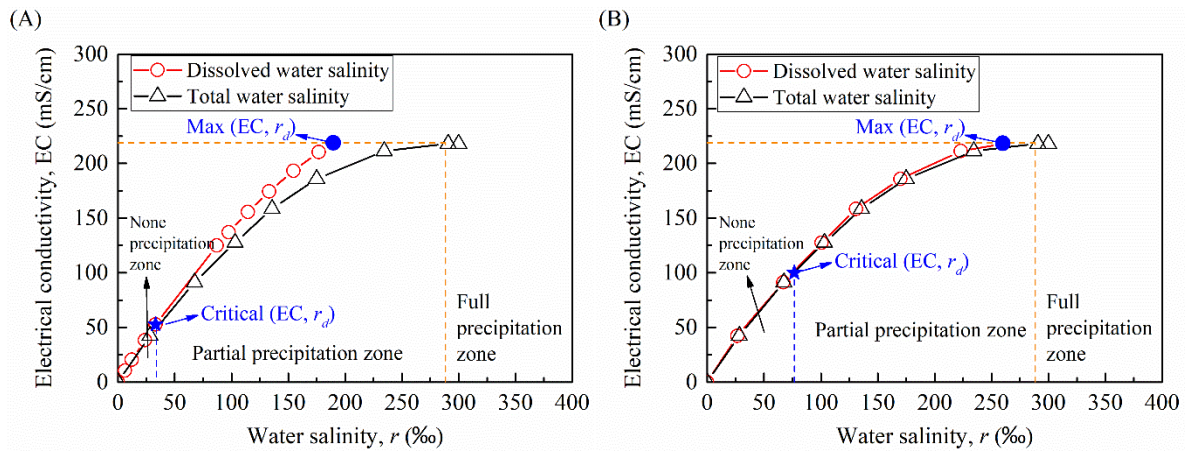 (A)
Electrical conductivity, EC (mS/cm)
300
250
200
150
100
50
0
Dissolved water salinity
Total water salinity
Max (EC, r_d)
None
precipitation
zone
Critical (EC, r_d)
Partial precipitation zone
Full
precipitation
zone
0 50 100 150 200 250 300 350 400
Water salinity, r (‰)
(B)
Electrical conductivity, EC (mS/cm)
300
250
200
150
100
50
0
Dissolved water salinity
Total water salinity
Max (EC, r_d)
None
precipitation
zone
Critical (EC, r_d)
Partial precipitation zone
Full
precipitation
zone
0 50 100 150 200 250 300 350 400
Water salinity, r (‰)